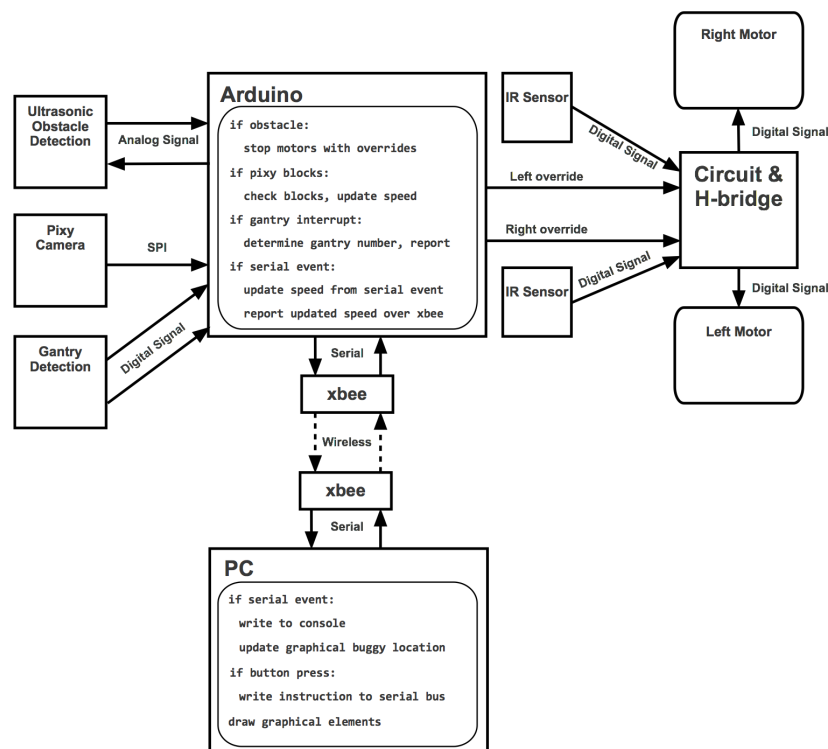 Right Motor
Arduino
IR Sensor
Ultrasonic
Obstacle
Detection
Analog Signal
if obstacle:
stop motors with overrides
if pixy blocks:
check blocks, update speed
if gantry interrupt:
determine gantry number, report
if serial event:
update speed from serial event
report updated speed over xbee
Digital Signal
Digital Signal
Left override
Circuit &
H-bridge
Pixy
Camera
SPI
Right override
Digital Signal
IR Sensor
Digital Signal
Left Motor
Gantry
Detection
Digital Signal
Serial
xbee
Wireless
xbee
Serial
PC
if serial event:
write to console
update graphical buggy location
if button press:
write instruction to serial bus
draw graphical elements